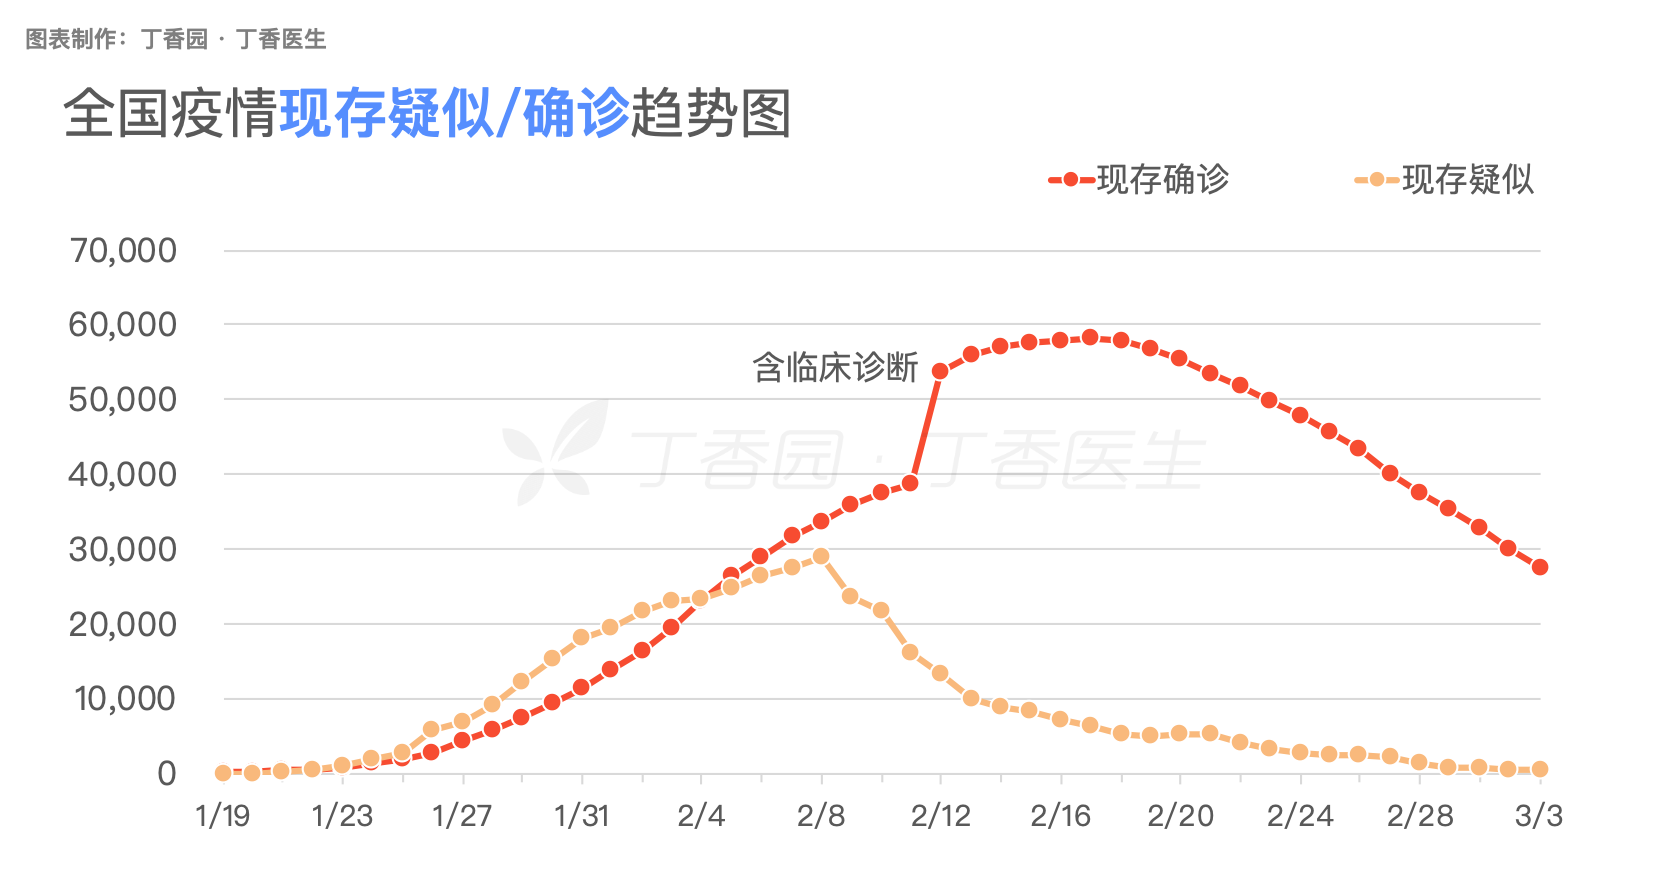 图表制作：丁香园 · 丁香医生
全国疫情现存疑似/确诊趋势图
现存确诊 现存疑似
70,000
60,000
含临床诊断
50,000
丁香园 · 丁香医生
40,000
30,000
20,000
10,000
0
1/19 1/23 1/27 1/31 2/4 2/8 2/12 2/16 2/20 2/24 2/28 3/3